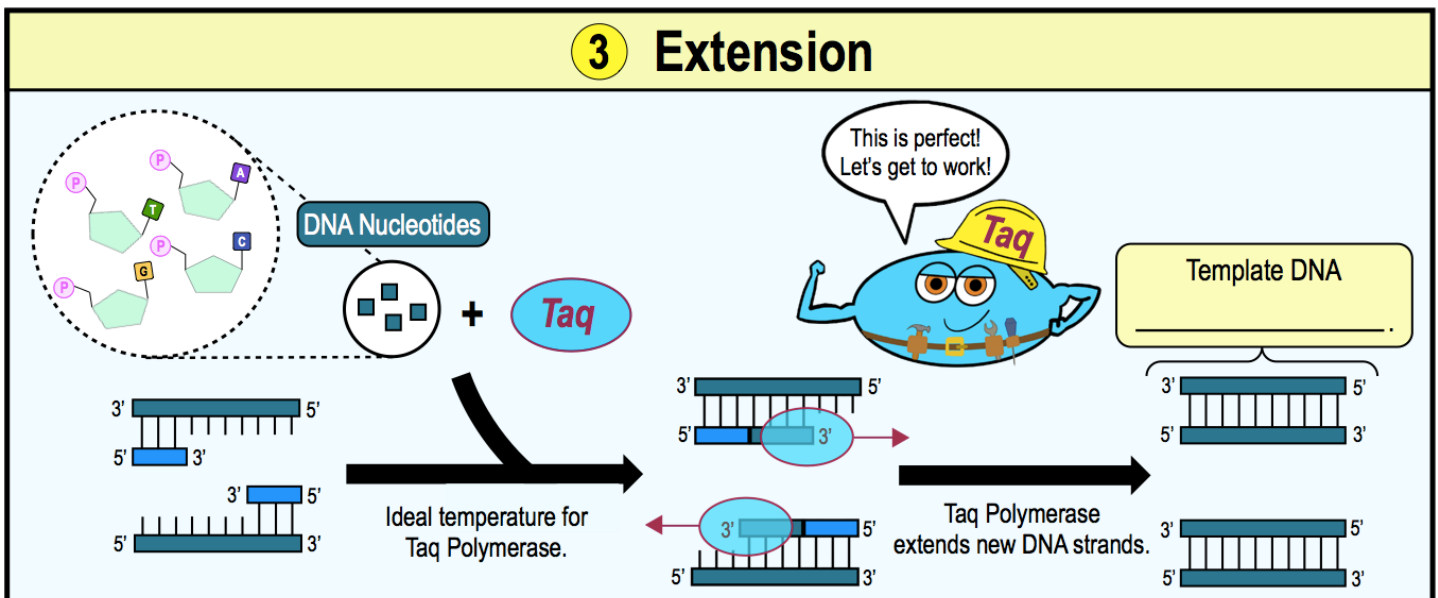 3 Extension
This is perfect!
Let's get to work!
Taq
P
A
P
T
P
C
P
G
DNA Nucleotides
+
Taq
Template DNA
.
3’ 5’
5’ 3’
3’ 5’
5’ 3’
Ideal temperature for
Taq Polymerase.
3’ 5’
5’ 3’
3’ 5’
5’ 3’
Taq Polymerase
extends new DNA strands.
3’ 5’
5’ 3’
3’ 5’
5’ 3’